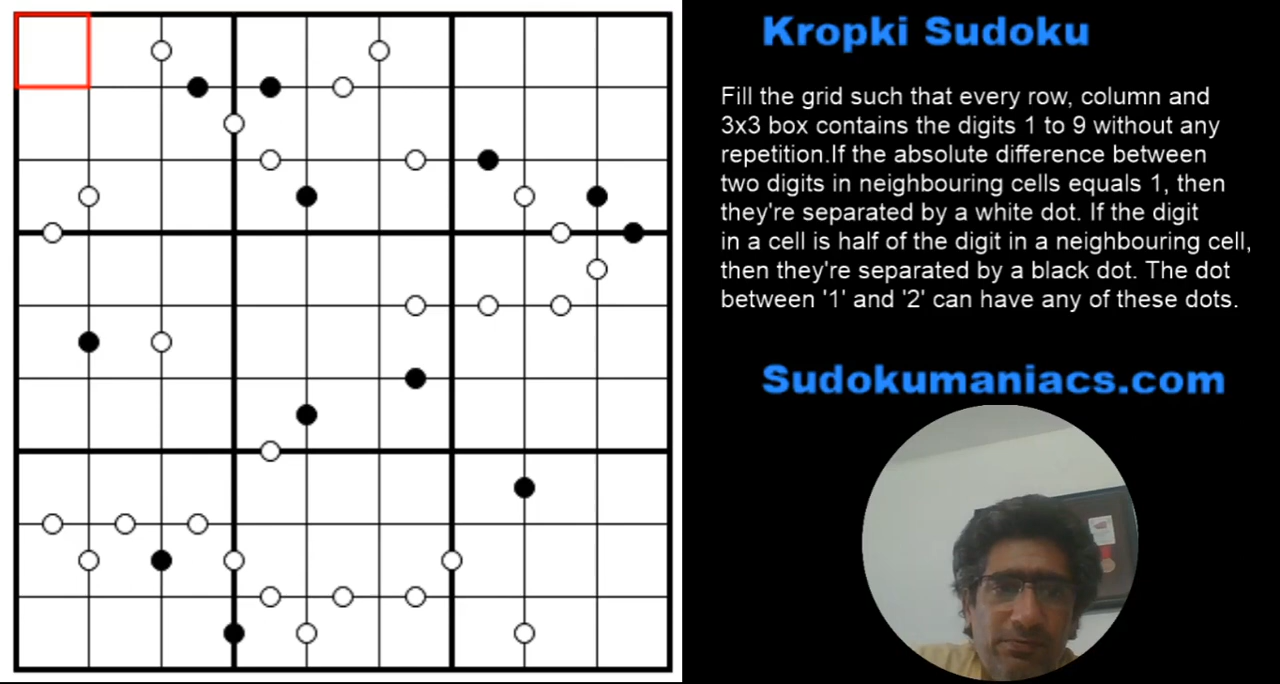 Kropki Sudoku
Fill the grid such that every row, column and
3x3 box contains the digits 1 to 9 without any
repetition.If the absolute difference between
two digits in neighbouring cells equals 1, then
they're separated by a white dot. If the digit
in a cell is half of the digit in a neighbouring cell,
then they're separated by a black dot. The dot
between '1' and '2' can have any of these dots.
Sudokumaniacs.com